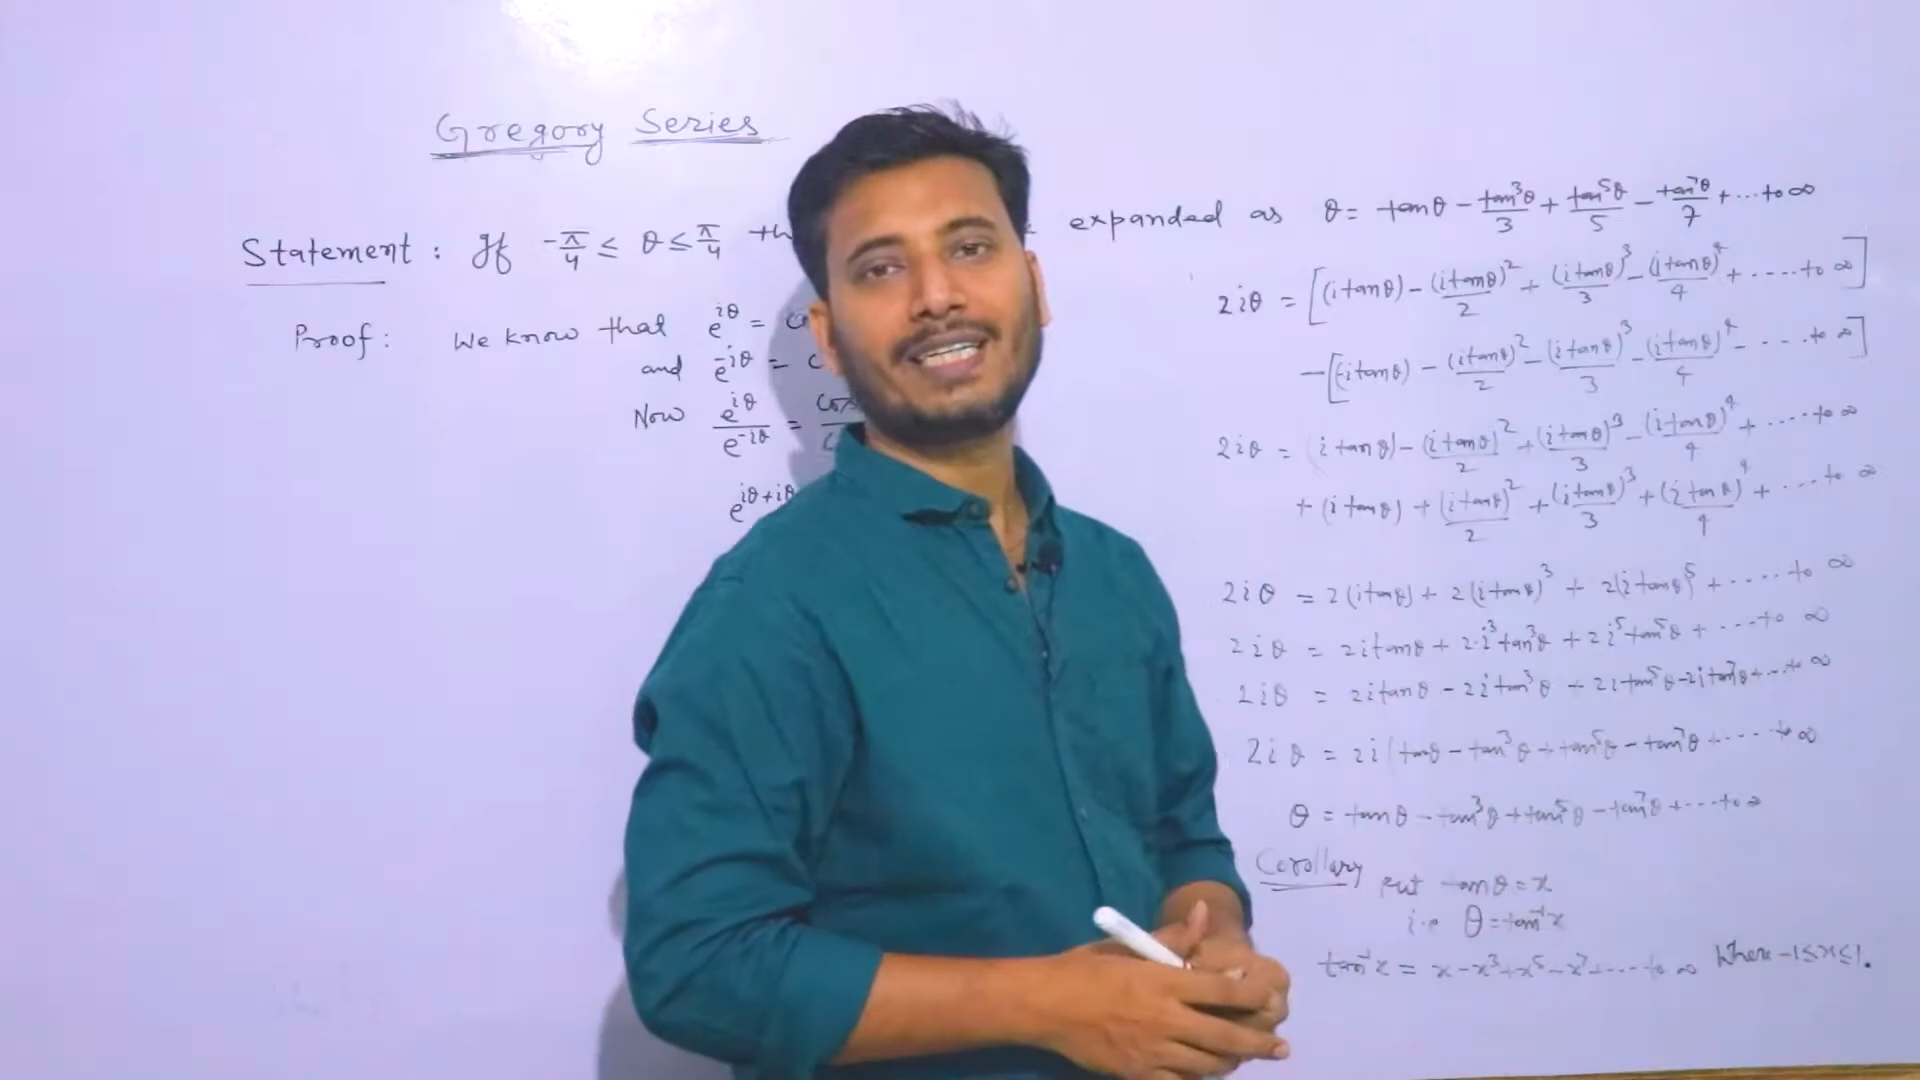 Gregory Series
Statement : If -π/4 ≤ θ ≤ π/4 expanded as θ = tanθ - tan³θ/3 + tan⁵θ/5 - tan⁷θ/7 + ... to ∞
Proof : We know that e^{iθ} =
and e^{-iθ} =
Now e^{iθ}/e^{-iθ} =
e^{iθ+iθ}
2iθ = [(i tanθ) - (i tanθ)²/2 + (i tanθ)³/3 - (i tanθ)⁴/4 + ..... to ∞]
-[(-i tanθ) - (i tanθ)²/2 - (i tanθ)³/3 - (i tanθ)⁴/4 - .... to ∞]
2iθ = (i tanθ) - (i tanθ)²/2 + (i tanθ)³/3 - (i tanθ)⁴/4 + ..... to ∞
+ (i tanθ) + (i tanθ)²/2 + (i tanθ)³/3 + (i tanθ)⁴/4 + .... to ∞
2iθ = 2(i tanθ) + 2(i tanθ)³ + 2(i tanθ)⁵ + ..... to ∞
2iθ = 2i tanθ + 2·i³tan³θ + 2i⁵tan⁵θ + .... to ∞
2iθ = 2i tanθ - 2i tan³θ + 2i tan⁵θ - 2i tan⁷θ + ... to ∞
2iθ = 2i(tanθ - tan³θ + tan⁵θ - tan⁷θ + ..... to ∞
θ = tanθ - tan³θ + tan⁵θ - tan⁷θ + .... to ∞
Corollary put tanθ = x
i.e θ = tan⁻¹x
tan⁻¹x = x - x³ + x⁵ - x⁷ + .... to ∞ Where -1≤x≤1.